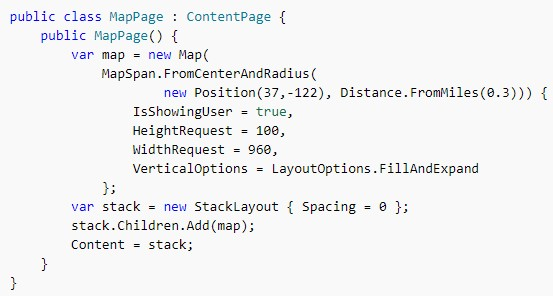 public class MapPage : ContentPage {
    public MapPage() {
        var map = new Map(
            MapSpan.FromCenterAndRadius(
                    new Position(37,-122), Distance.FromMiles(0.3))) {
                IsShowingUser = true,
                HeightRequest = 100,
                WidthRequest = 960,
                VerticalOptions = LayoutOptions.FillAndExpand
            };
        var stack = new StackLayout { Spacing = 0 };
        stack.Children.Add(map);
        Content = stack;
    }
}